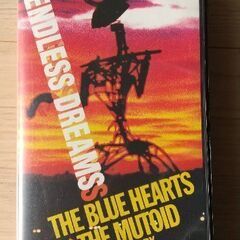 ENDLESS DREAMS
THE BLUE HEARTS
THE MUTOID